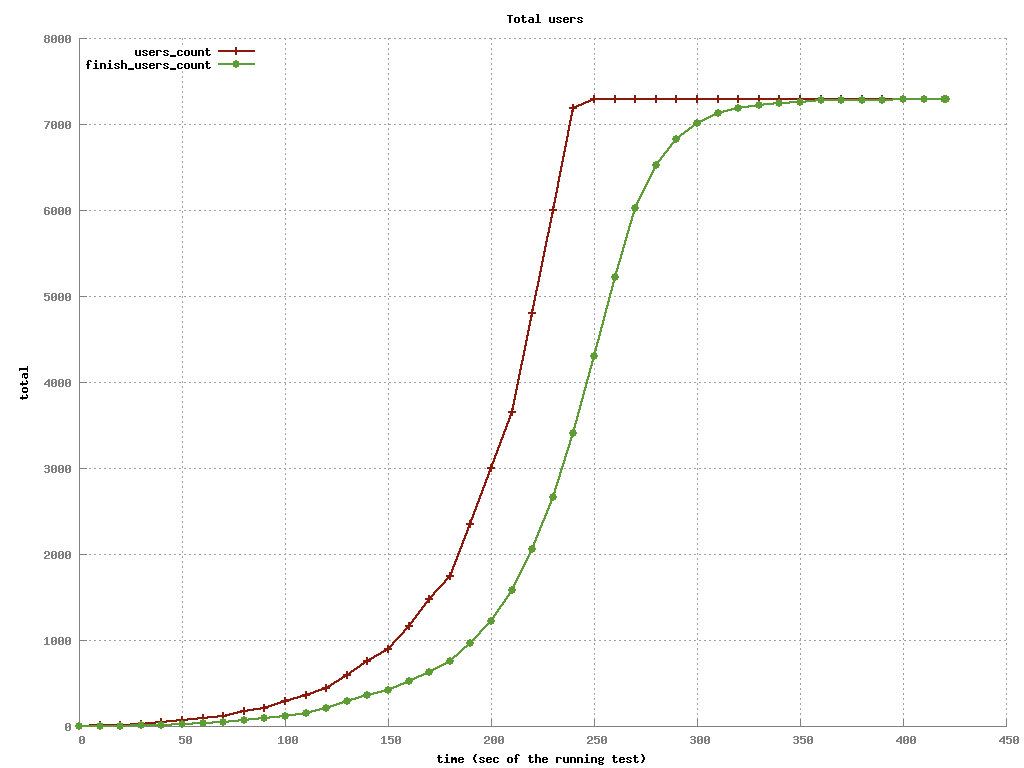 Total users
users_count
finish_users_count
8000
7000
6000
5000
4000
3000
2000
1000
0
total
0 50 100 150 200 250 300 350 400 450
time (sec of the running test)